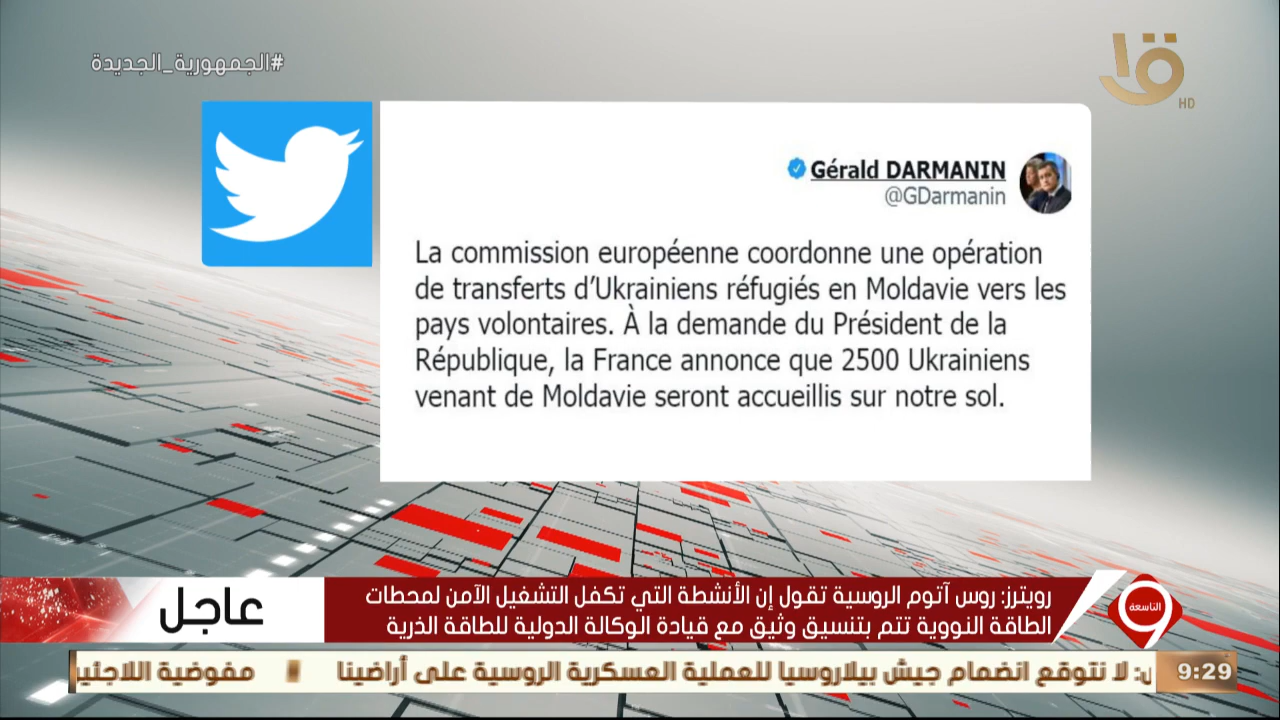 #الجمهورية_الجديدة
HD
Gérald DARMANIN
@GDarmanin
La commission européenne coordonne une opération
de transferts d’Ukrainiens réfugiés en Moldavie vers les
pays volontaires. À la demande du Président de la
République, la France annonce que 2500 Ukrainiens
venant de Moldavie seront accueillis sur notre sol.
التاسعة
عاجل
رويترز: روس آتوم الروسية تقول إن الأنشطة التي تكفل التشغيل الآمن لمحطات
الطاقة النووية تتم بتنسيق وثيق مع قيادة الوكالة الدولية للطاقة الذرية
9:29
لا نتوقع انضمام جيش بيلاروسيا للعملية العسكرية الروسية على أراضينا
مفوضية